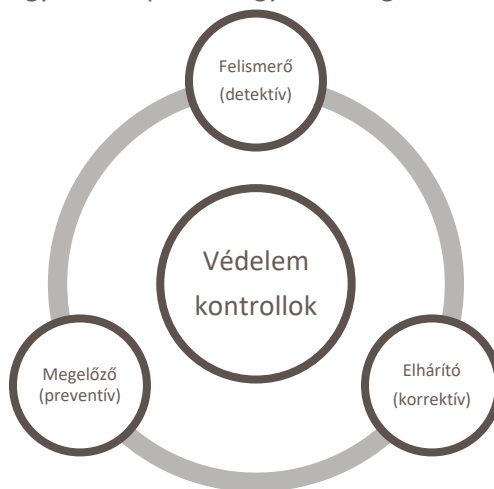 Felismerő
(detektív)
Védelem
kontrollok
Megelőző
(preventív)
Elhárító
(korrektív)